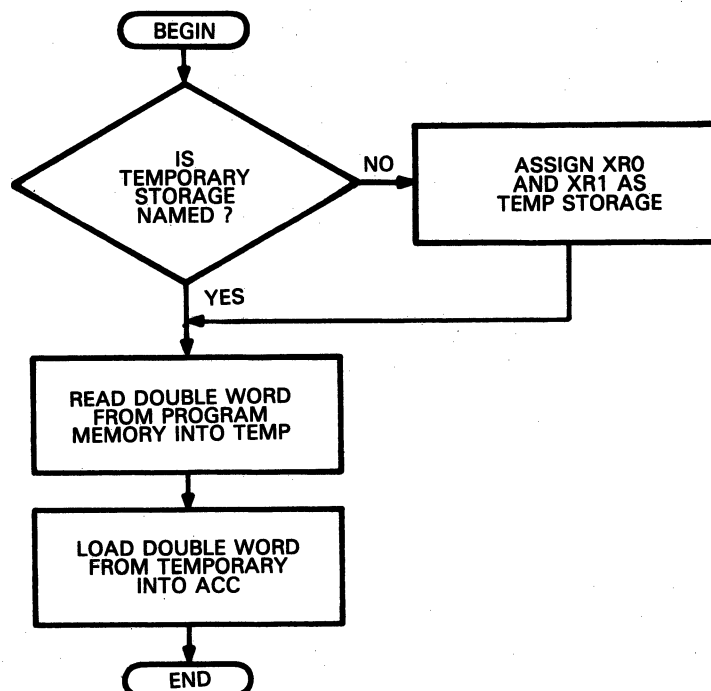 BEGIN
IS
TEMPORARY
STORAGE
NAMED ?
NO
ASSIGN XR0
AND XR1 AS
TEMP STORAGE
YES
READ DOUBLE WORD
FROM PROGRAM
MEMORY INTO TEMP
LOAD DOUBLE WORD
FROM TEMPORARY
INTO ACC
END